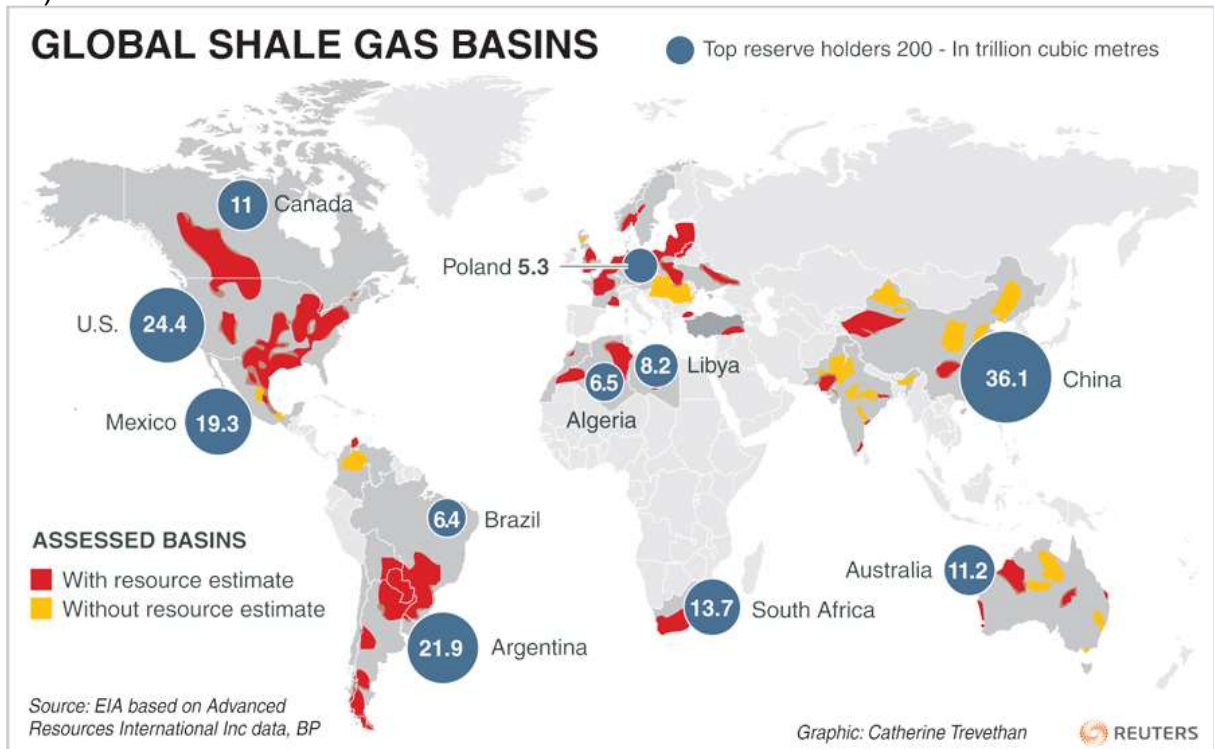 )
GLOBAL SHALE GAS BASINS
Top reserve holders 200 - In trillion cubic metres
11 Canada
Poland 5.3
U.S. 24.4
8.2 Libya
6.5
Algeria
36.1 China
Mexico 19.3
6.4 Brazil
ASSESSED BASINS
With resource estimate
Without resource estimate
Australia 11.2
13.7 South Africa
21.9 Argentina
Source: EIA based on Advanced
Resources International Inc data, BP
Graphic: Catherine Trevethan
REUTERS